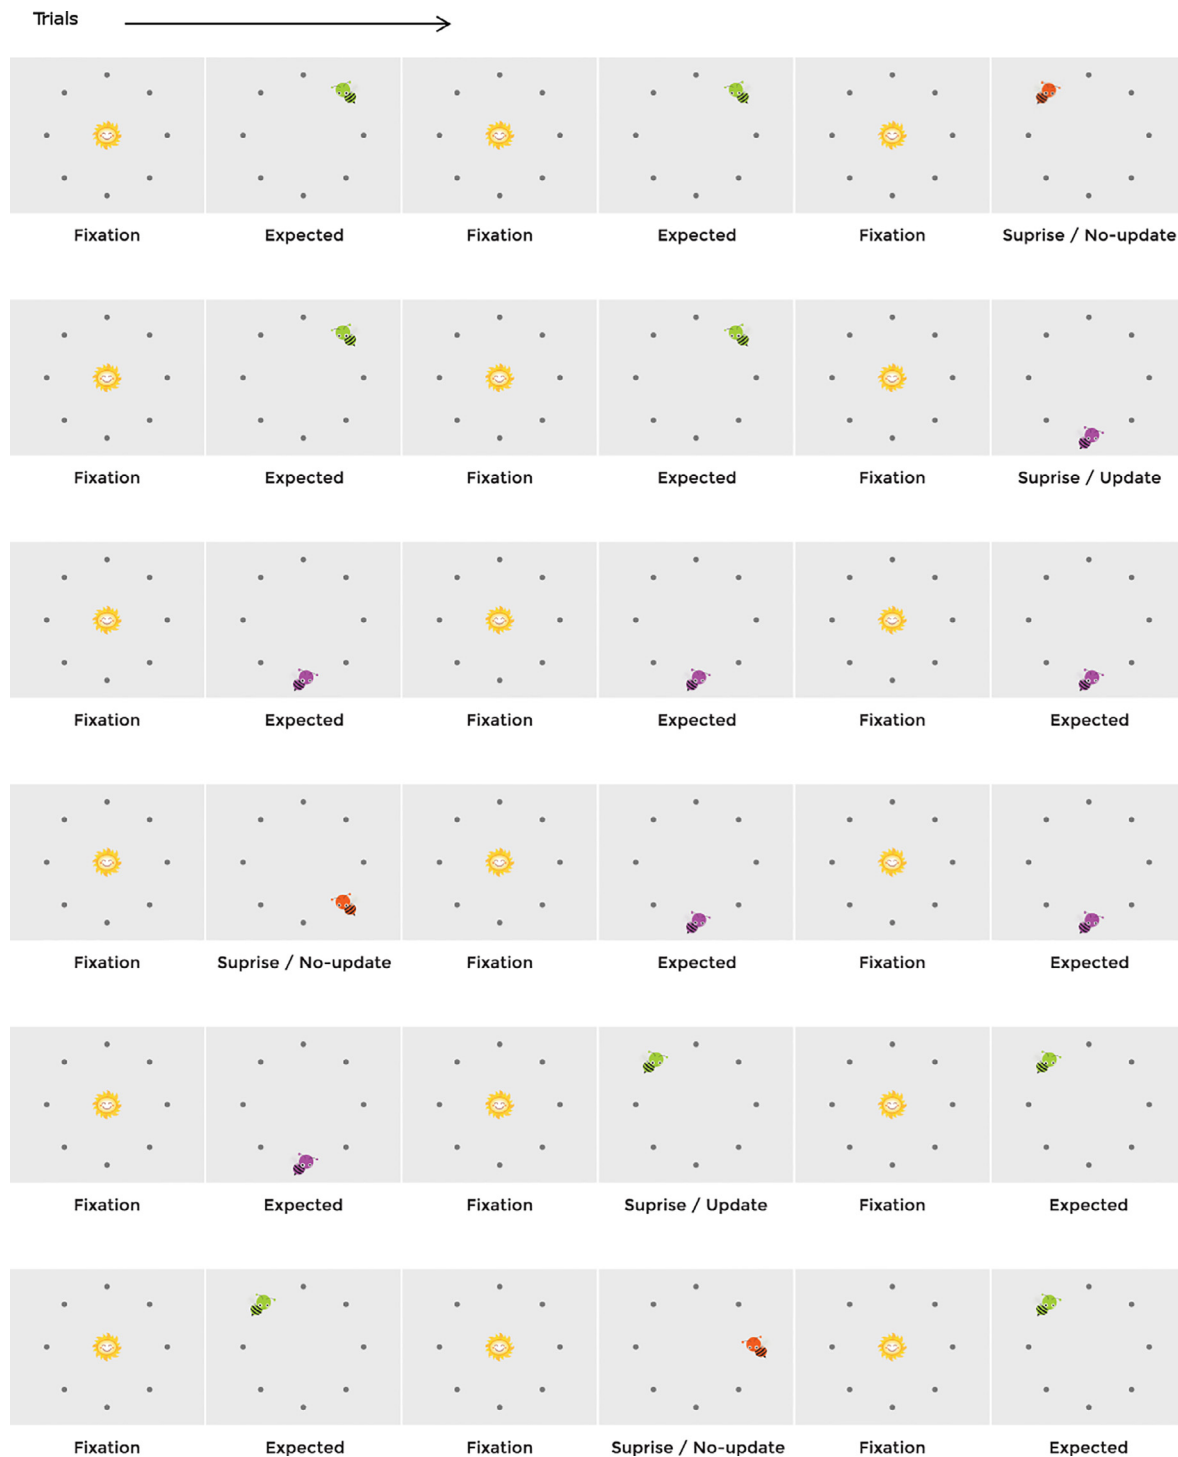 Trials
Fixation Expected Fixation Expected Fixation Suprise / No-update
Fixation Expected Fixation Expected Fixation Suprise / Update
Fixation Expected Fixation Expected Fixation Expected
Fixation Suprise / No-update Fixation Expected Fixation Expected
Fixation Expected Fixation Suprise / Update Fixation Expected
Fixation Expected Fixation Suprise / No-update Fixation Expected